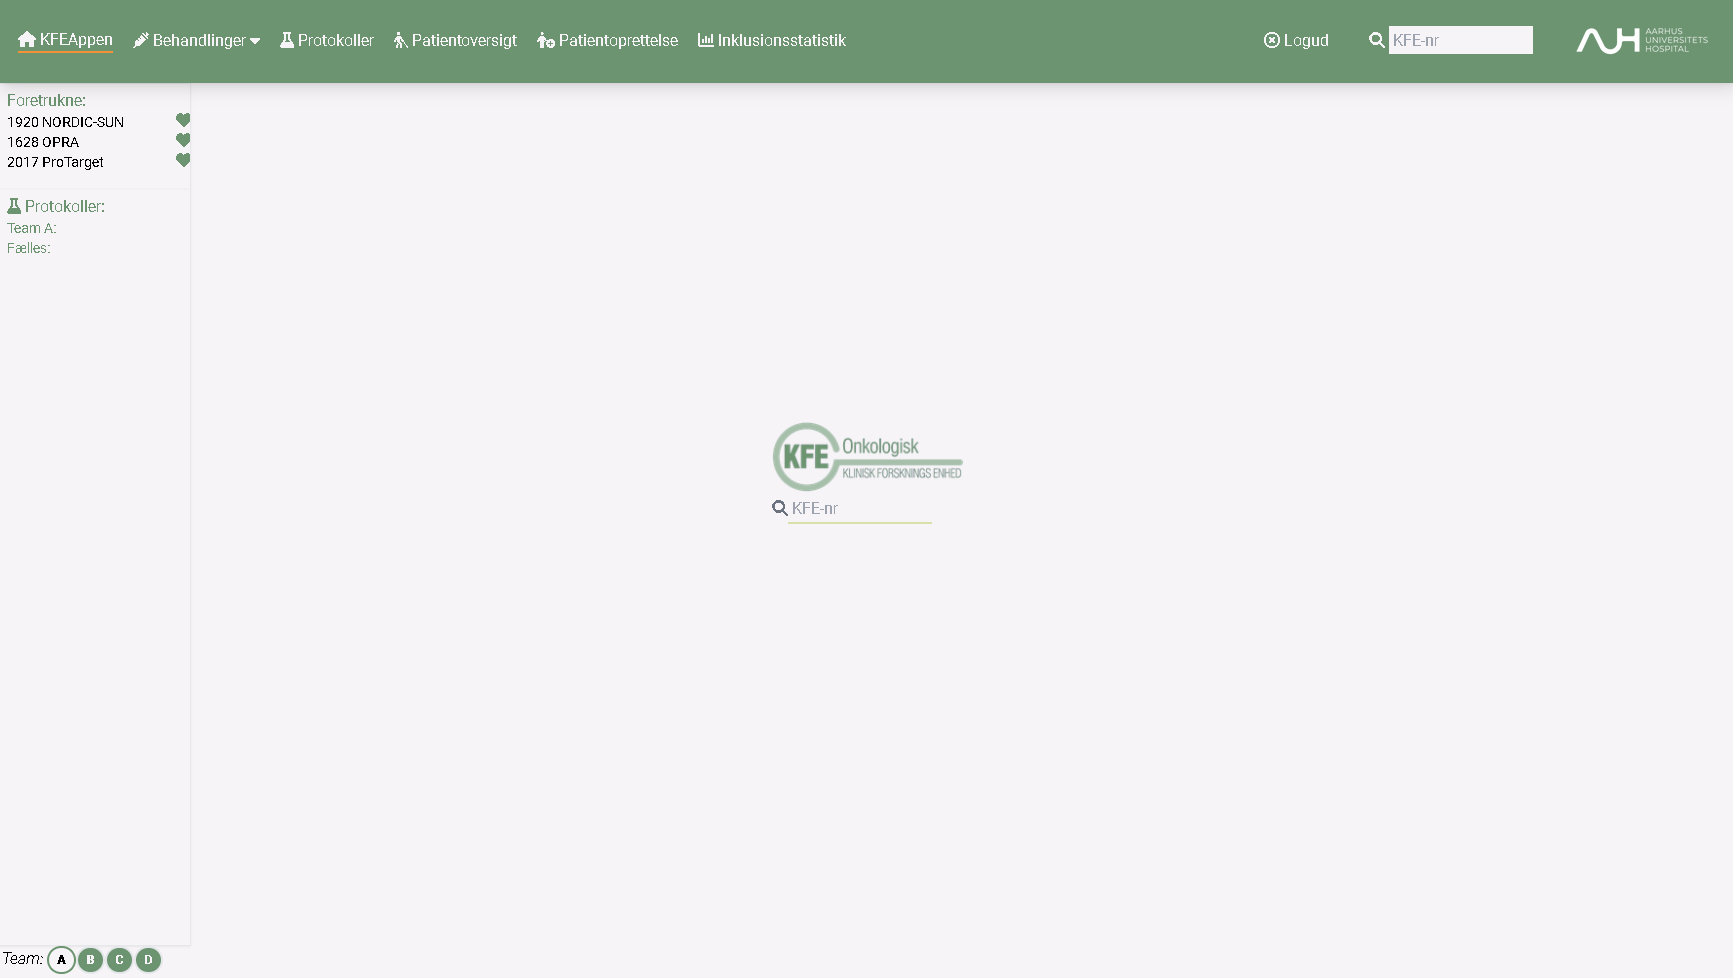 KFEAppen Behandlinger Protokoller Patientoversigt Patientoprettelse Inklusionsstatistik Logud KFE-nr
AARHUS
UNIVERSITETS
HOSPITAL
Foretrukne:
1920 NORDIC-SUN
1628 OPRA
2017 ProTarget
Protokoller:
Team A:
Fælles:
KFE Onkologisk
KLINISK FORSKNINGS ENHED
KFE-nr
Team: A B C D